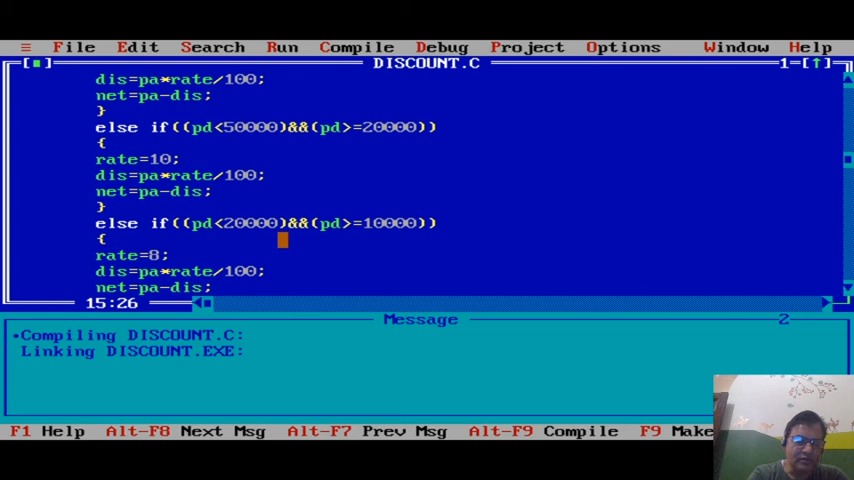 ≡ File Edit Search Run Compile Debug Project Options Window Help
[■] DISCOUNT.C 1=[↑]
dis=pa*rate/100;
net=pa-dis;
}
else if((pd<50000)&&(pd>=20000))
{
rate=10;
dis=pa*rate/100;
net=pa-dis;
}
else if((pd<20000)&&(pd>=10000))
{
rate=8;
dis=pa*rate/100;
net=pa-dis;
15:26
Message 2
•Compiling DISCOUNT.C:
Linking DISCOUNT.EXE:
F1 Help Alt-F8 Next Msg Alt-F7 Prev Msg Alt-F9 Compile F9 Make